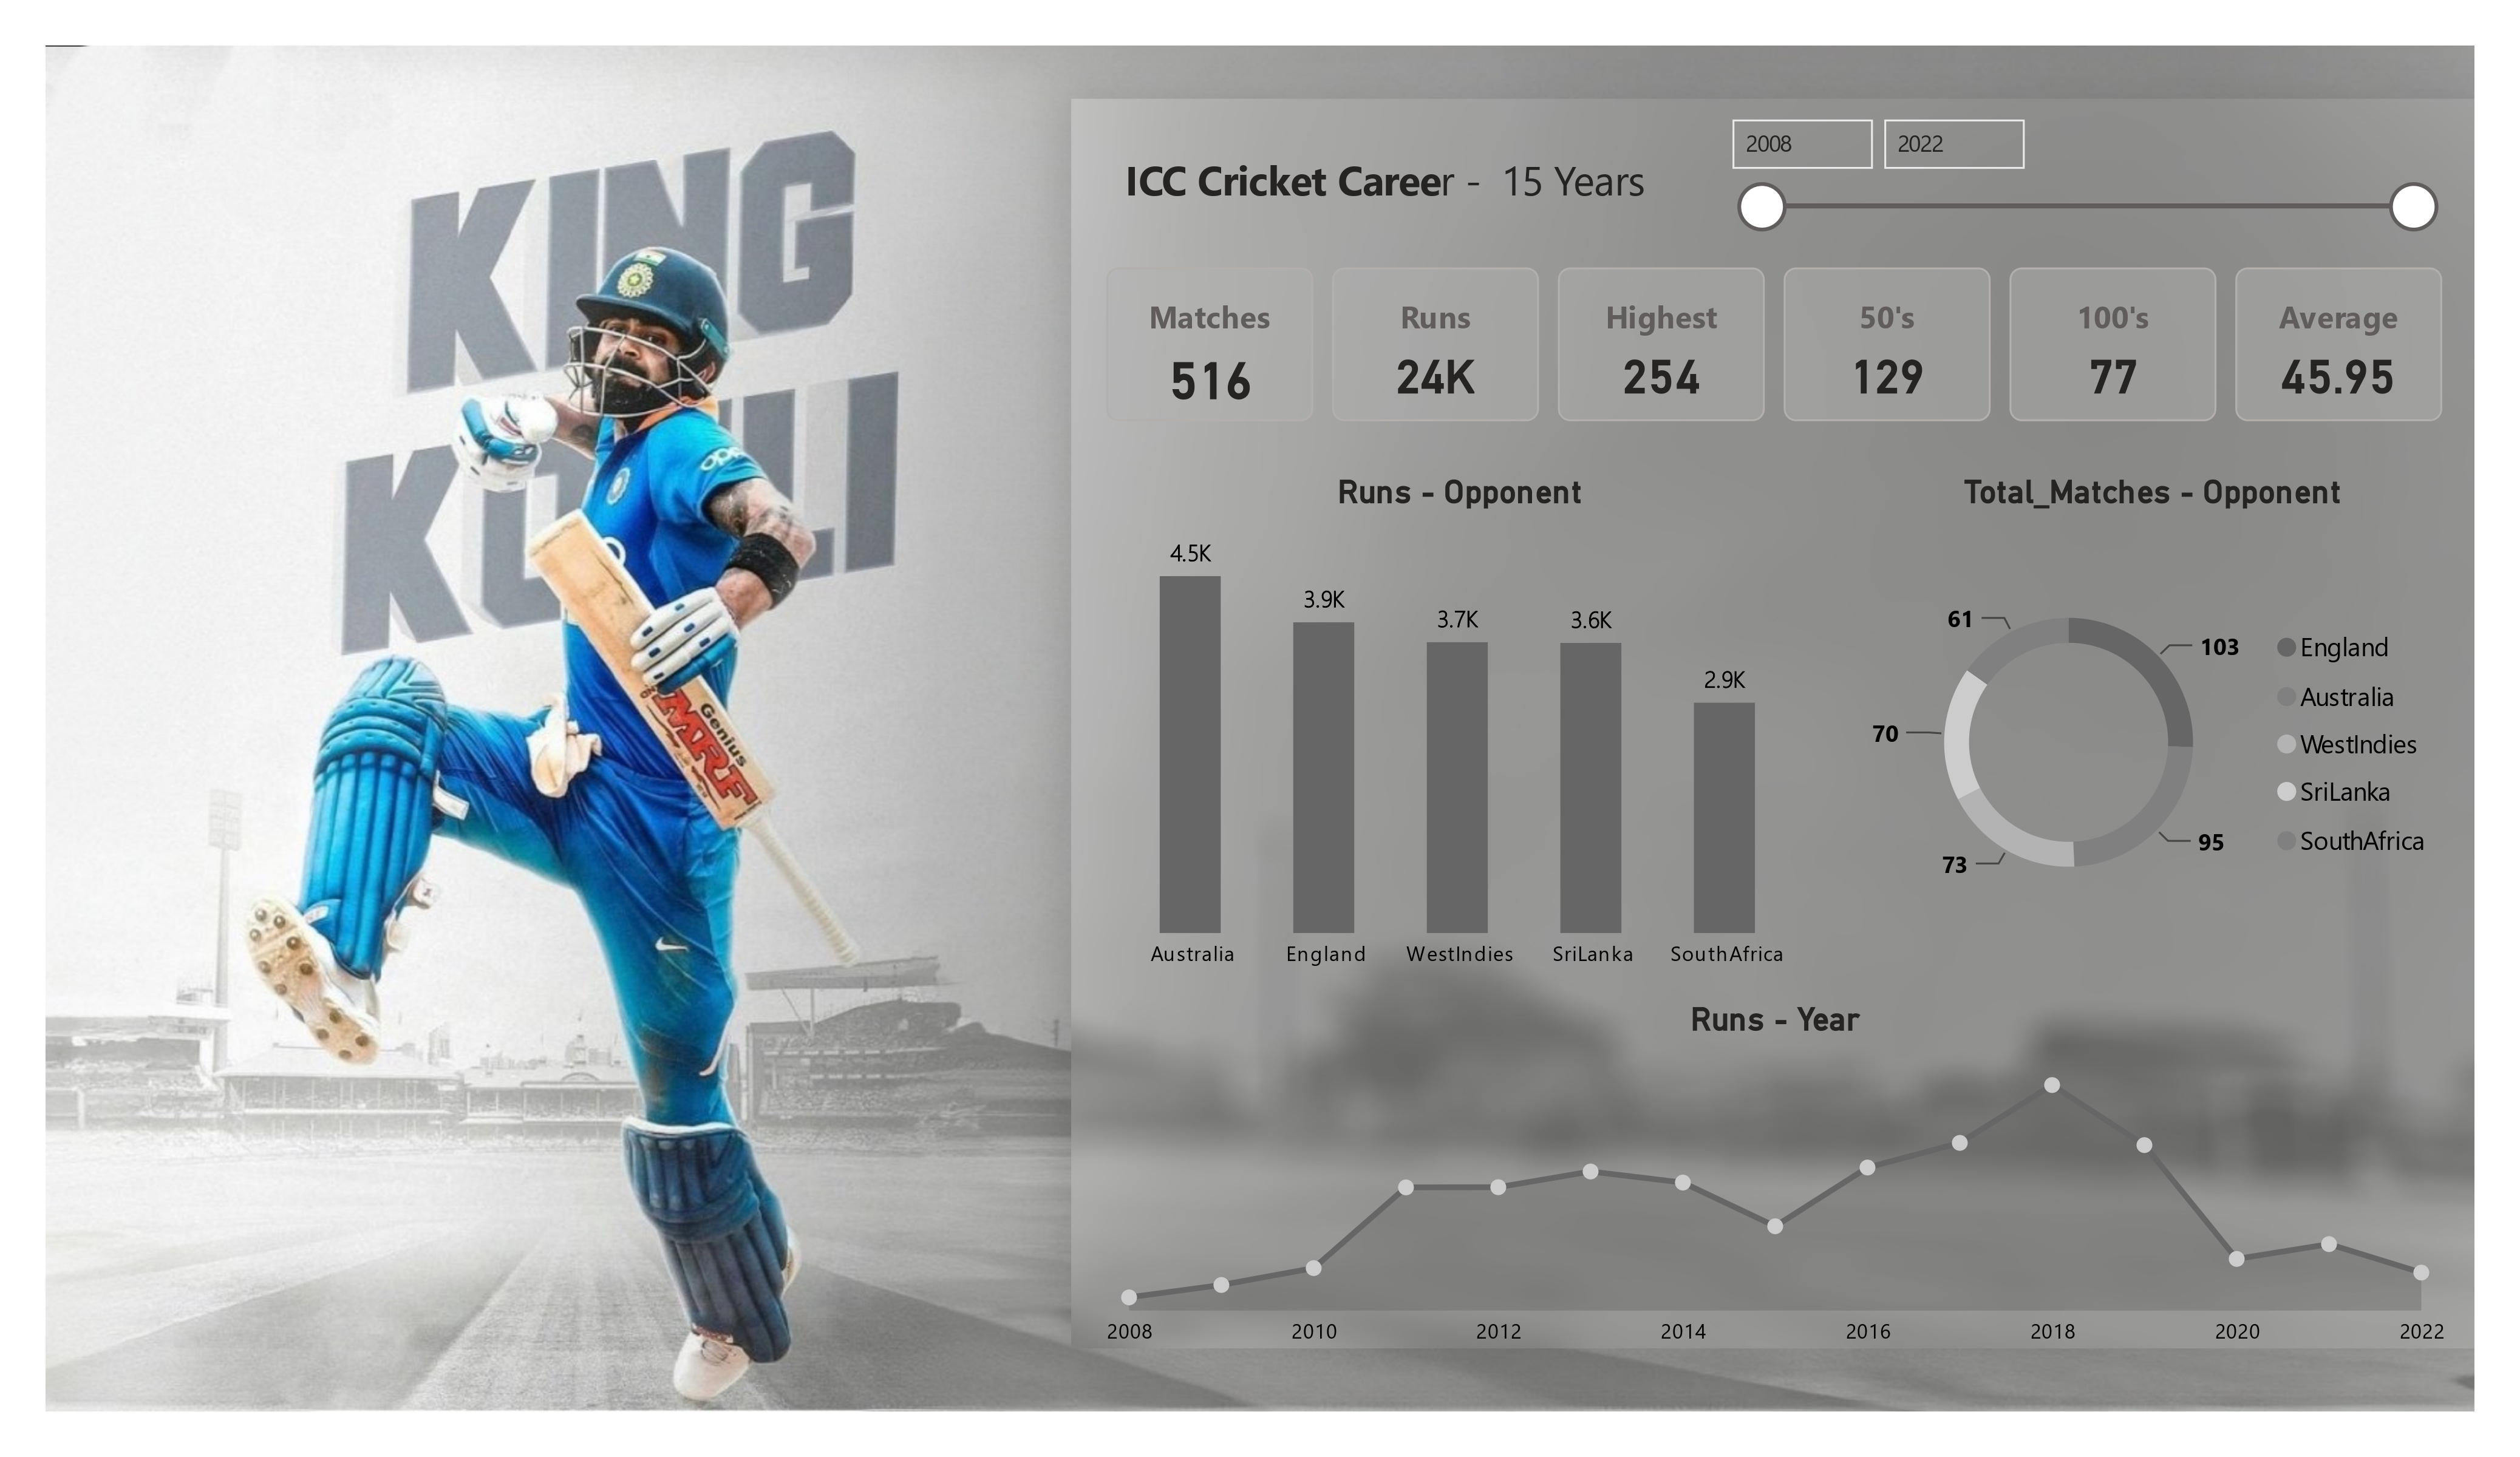 KING
KOHLI
oppo
Genius
MRF
ICC Cricket Career -  15 Years
2008 2022
Matches Runs Highest 50's 100's Average
516 24K 254 129 77 45.95
Runs - Opponent
4.5K
3.9K
3.7K
3.6K
2.9K
Australia England WestIndies SriLanka SouthAfrica
Total_Matches - Opponent
61
103
70
95
73
England
Australia
WestIndies
SriLanka
SouthAfrica
Runs - Year
2008 2010 2012 2014 2016 2018 2020 2022